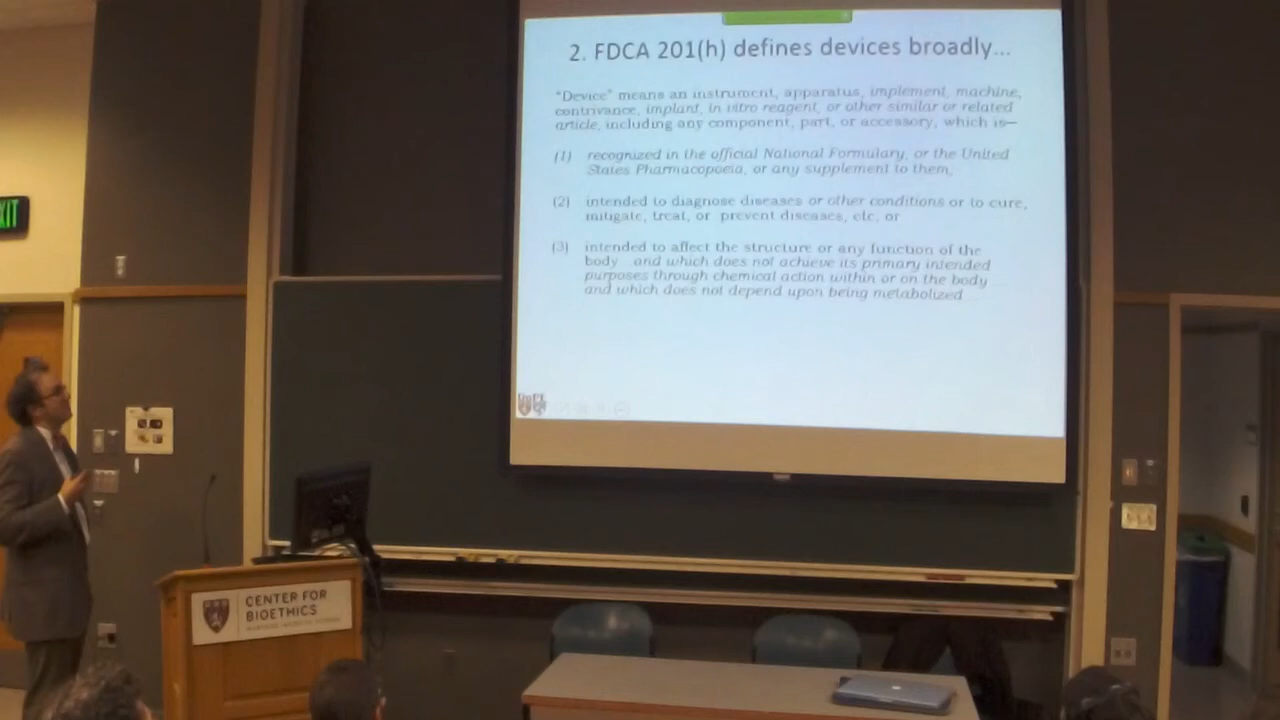 2. FDCA 201(h) defines devices broadly...
"Device" means an instrument, apparatus, implement, machine,
contrivance, implant, in vitro reagent, or other similar or related
article, including any component, part, or accessory, which is—
(1) recognized in the official National Formulary, or the United
States Pharmacopoeia, or any supplement to them,
(2) intended to diagnose diseases or other conditions or to cure,
mitigate, treat, or prevent diseases, etc, or
(3) intended to affect the structure or any function of the
body and which does not achieve its primary intended
purposes through chemical action within or on the body
and which does not depend upon being metabolized
EXIT
CENTER FOR
BIOETHICS
HARVARD MEDICAL SCHOOL